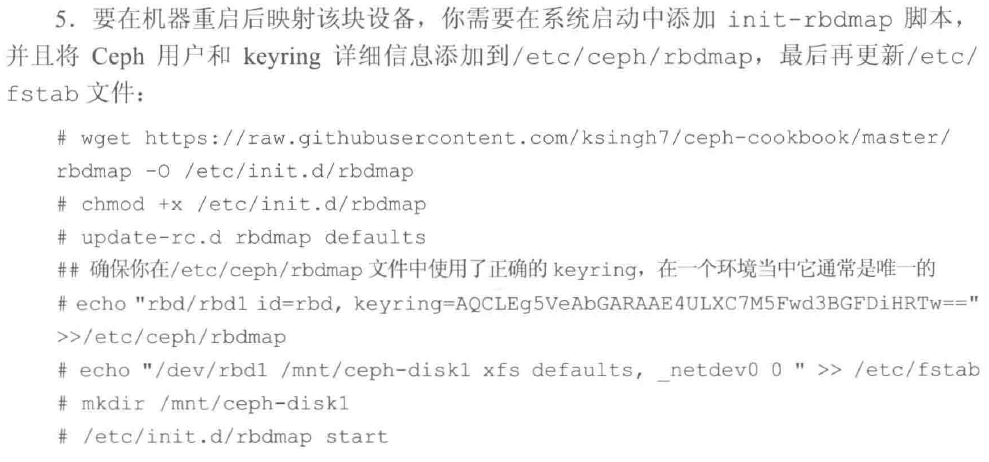 5. 要在机器重启后映射该块设备，你需要在系统启动中添加 init-rbdmap 脚本，
并且将 Ceph 用户和 keyring 详细信息添加到/etc/ceph/rbdmap，最后再更新/etc/
fstab 文件：
# wget https://raw.githubusercontent.com/ksingh7/ceph-cookbook/master/
rbdmap -O /etc/init.d/rbdmap
# chmod +x /etc/init.d/rbdmap
# update-rc.d rbdmap defaults
## 确保你在/etc/ceph/rbdmap 文件中使用了正确的 keyring，在一个环境当中它通常是唯一的
# echo "rbd/rbd1 id=rbd, keyring=AQCLEg5VeAbGARAAE4ULXC7M5Fwd3BGFDiHRTw=="
>>/etc/ceph/rbdmap
# echo "/dev/rbd1 /mnt/ceph-disk1 xfs defaults, _netdev0 0 " >> /etc/fstab
# mkdir /mnt/ceph-disk1
# /etc/init.d/rbdmap start